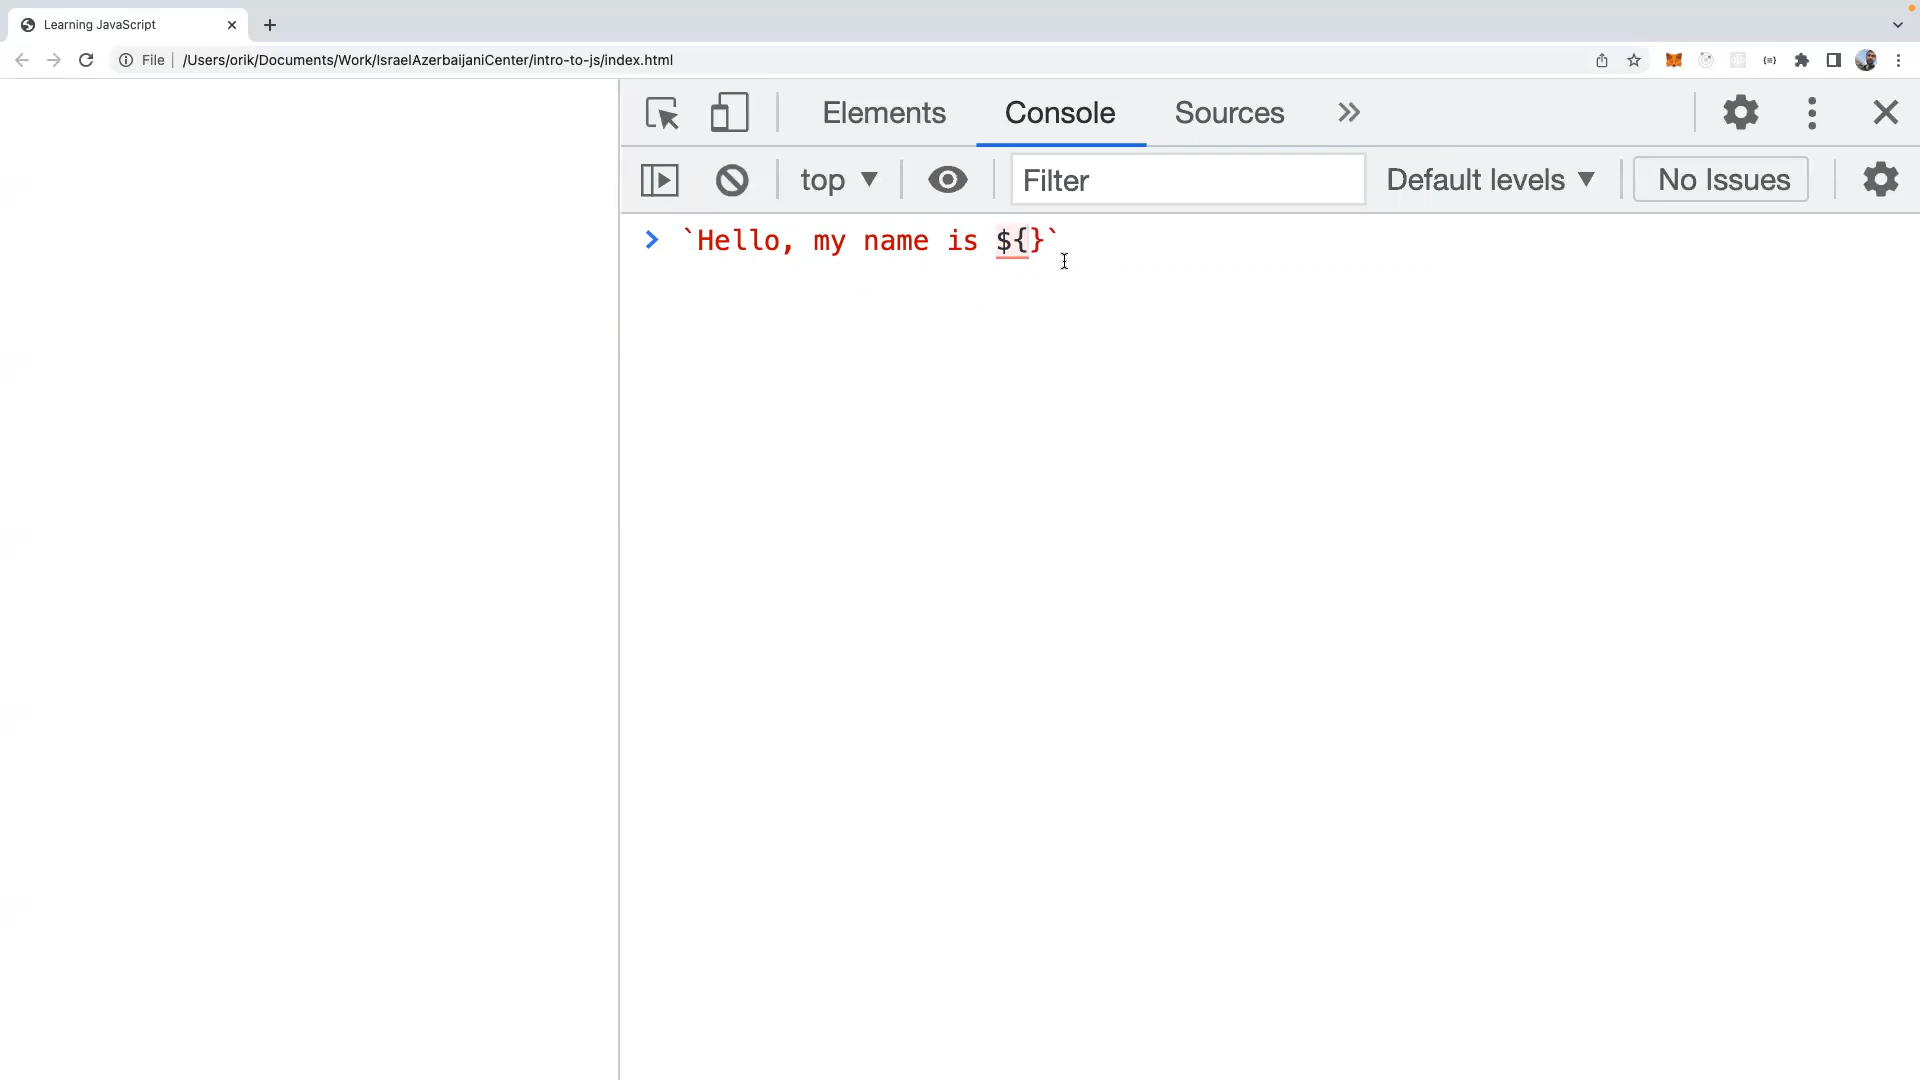 Learning JavaScript
File /Users/orik/Documents/Work/IsraelAzerbaijaniCenter/intro-to-js/index.html
Elements Console Sources
top Filter Default levels No Issues
`Hello, my name is ${}`